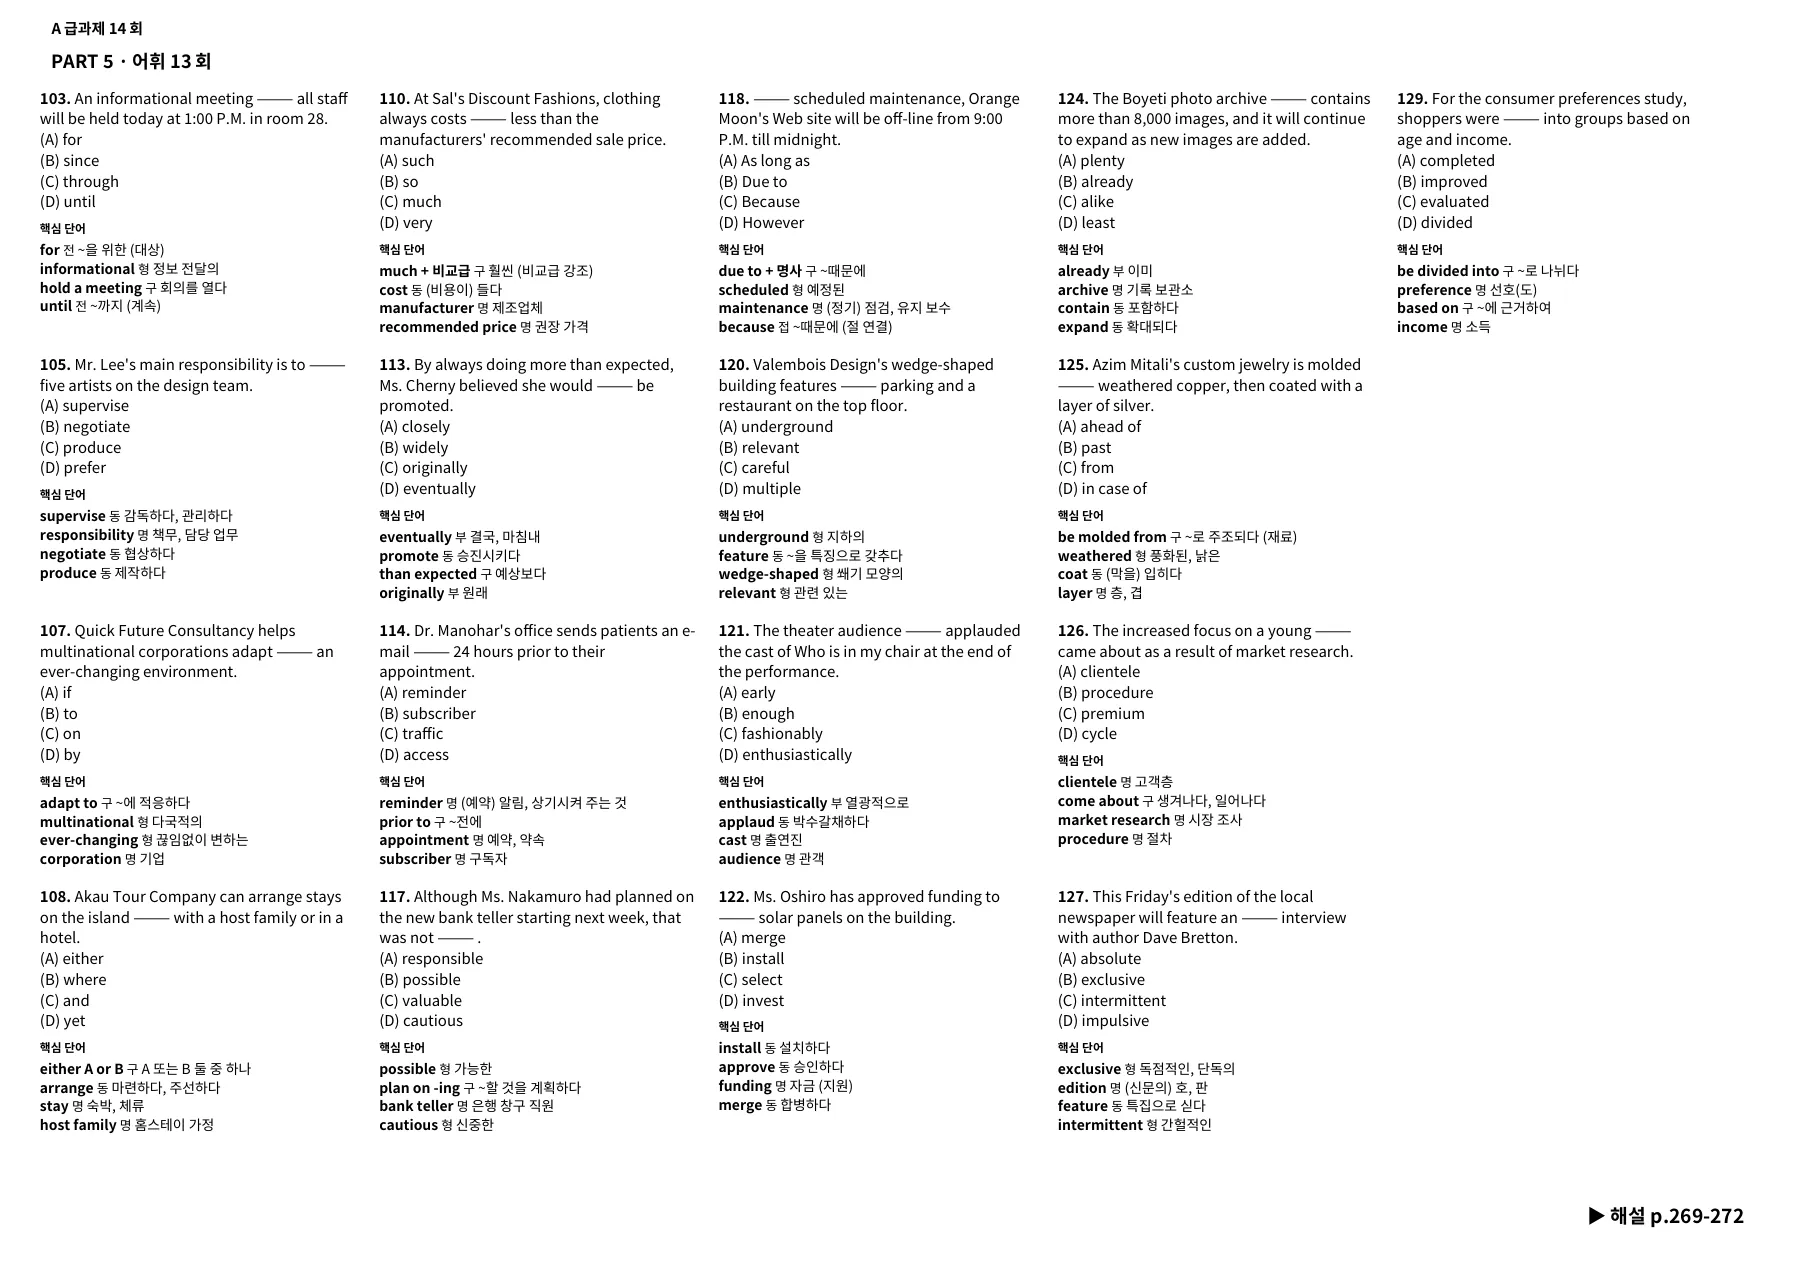 A 급과제 14 회
PART 5 · 어휘 13 회
103. An informational meeting ――― all staff
will be held today at 1:00 P.M. in room 28.
(A) for
(B) since
(C) through
(D) until
핵심 단어
for 전 ~을 위한 (대상)
informational 형 정보 전달의
hold a meeting 구 회의를 열다
until 전 ~까지 (계속)
105. Mr. Lee's main responsibility is to ―――
five artists on the design team.
(A) supervise
(B) negotiate
(C) produce
(D) prefer
핵심 단어
supervise 동 감독하다, 관리하다
responsibility 명 책무, 담당 업무
negotiate 동 협상하다
produce 동 제작하다
107. Quick Future Consultancy helps
multinational corporations adapt ――― an
ever-changing environment.
(A) if
(B) to
(C) on
(D) by
핵심 단어
adapt to 구 ~에 적응하다
multinational 형 다국적의
ever-changing 형 끊임없이 변하는
corporation 명 기업
108. Akau Tour Company can arrange stays
on the island ――― with a host family or in a
hotel.
(A) either
(B) where
(C) and
(D) yet
핵심 단어
either A or B 구 A 또는 B 둘 중 하나
arrange 동 마련하다, 주선하다
stay 명 숙박, 체류
host family 명 홈스테이 가정
110. At Sal's Discount Fashions, clothing
always costs ――― less than the
manufacturers' recommended sale price.
(A) such
(B) so
(C) much
(D) very
핵심 단어
much + 비교급 구 훨씬 (비교급 강조)
cost 동 (비용이) 들다
manufacturer 명 제조업체
recommended price 명 권장 가격
113. By always doing more than expected,
Ms. Cherny believed she would ――― be
promoted.
(A) closely
(B) widely
(C) originally
(D) eventually
핵심 단어
eventually 부 결국, 마침내
promote 동 승진시키다
than expected 구 예상보다
originally 부 원래
114. Dr. Manohar's office sends patients an e-
mail ――― 24 hours prior to their
appointment.
(A) reminder
(B) subscriber
(C) traffic
(D) access
핵심 단어
reminder 명 (예약) 알림, 상기시켜 주는 것
prior to 구 ~전에
appointment 명 예약, 약속
subscriber 명 구독자
117. Although Ms. Nakamuro had planned on
the new bank teller starting next week, that
was not ――― .
(A) responsible
(B) possible
(C) valuable
(D) cautious
핵심 단어
possible 형 가능한
plan on -ing 구 ~할 것을 계획하다
bank teller 명 은행 창구 직원
cautious 형 신중한
118. ――― scheduled maintenance, Orange
Moon's Web site will be off-line from 9:00
P.M. till midnight.
(A) As long as
(B) Due to
(C) Because
(D) However
핵심 단어
due to + 명사 구 ~때문에
scheduled 형 예정된
maintenance 명 (정기) 점검, 유지 보수
because 접 ~때문에 (절 연결)
120. Valembois Design's wedge-shaped
building features ――― parking and a
restaurant on the top floor.
(A) underground
(B) relevant
(C) careful
(D) multiple
핵심 단어
underground 형 지하의
feature 동 ~을 특징으로 갖추다
wedge-shaped 형 쐐기 모양의
relevant 형 관련 있는
121. The theater audience ――― applauded
the cast of Who is in my chair at the end of
the performance.
(A) early
(B) enough
(C) fashionably
(D) enthusiastically
핵심 단어
enthusiastically 부 열광적으로
applaud 동 박수갈채하다
cast 명 출연진
audience 명 관객
122. Ms. Oshiro has approved funding to
――― solar panels on the building.
(A) merge
(B) install
(C) select
(D) invest
핵심 단어
install 동 설치하다
approve 동 승인하다
funding 명 자금 (지원)
merge 동 합병하다
124. The Boyeti photo archive ――― contains
more than 8,000 images, and it will continue
to expand as new images are added.
(A) plenty
(B) already
(C) alike
(D) least
핵심 단어
already 부 이미
archive 명 기록 보관소
contain 동 포함하다
expand 동 확대되다
125. Azim Mitali's custom jewelry is molded
――― weathered copper, then coated with a
layer of silver.
(A) ahead of
(B) past
(C) from
(D) in case of
핵심 단어
be molded from 구 ~로 주조되다 (재료)
weathered 형 풍화된, 낡은
coat 동 (막을) 입히다
layer 명 층, 겹
126. The increased focus on a young ―――
came about as a result of market research.
(A) clientele
(B) procedure
(C) premium
(D) cycle
핵심 단어
clientele 명 고객층
come about 구 생겨나다, 일어나다
market research 명 시장 조사
procedure 명 절차
127. This Friday's edition of the local
newspaper will feature an ――― interview
with author Dave Bretton.
(A) absolute
(B) exclusive
(C) intermittent
(D) impulsive
핵심 단어
exclusive 형 독점적인, 단독의
edition 명 (신문의) 호, 판
feature 동 특집으로 싣다
intermittent 형 간헐적인
129. For the consumer preferences study,
shoppers were ――― into groups based on
age and income.
(A) completed
(B) improved
(C) evaluated
(D) divided
핵심 단어
be divided into 구 ~로 나뉘다
preference 명 선호(도)
based on 구 ~에 근거하여
income 명 소득
▶ 해설 p.269-272